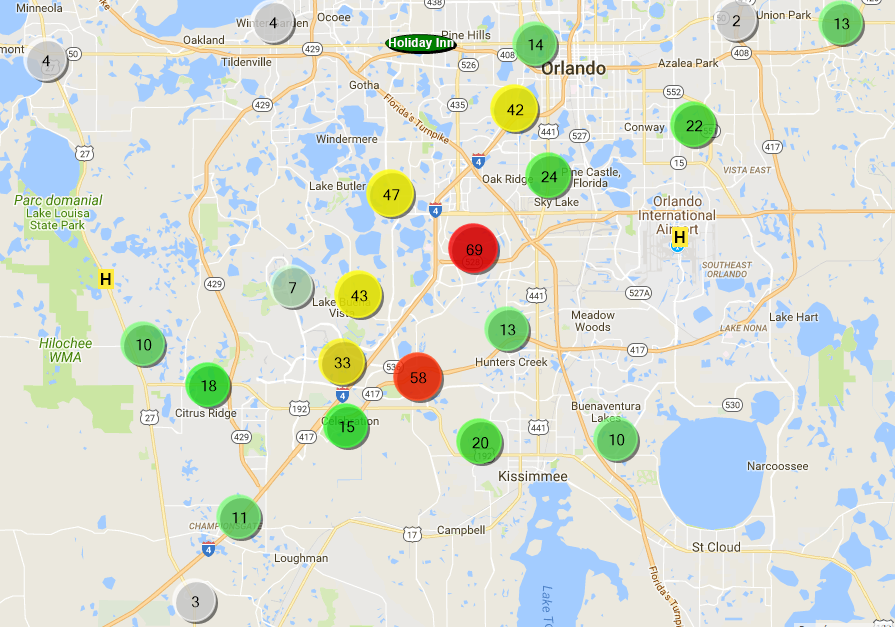 Minneola
Ocoee
438
4
Winter Garden
2
Union Park
13
50
Oakland
429
Holiday Inn
Pine Hills
14
408
50
4
Tildenville
526
Orlando
408
Azalea Park
Gotha
552
429
Florida's Turnpike
435
42
441
527
Conway
22
417
Windermere
27
4
15
VISTA EAST
Oak Ridge
24
Pine Castle,
Florida
Lake Butler
47
Sky Lake
Parc domanial
Lake Louisa
State Park
4
Orlando
International
Airport
H
69
SOUTHEAST
ORLANDO
H
429
7
43
Lake Buena
Vista
441
527A
Lake Hart
13
Meadow
Woods
LAKE NONA
10
Hilochee
WMA
33
Hunters Creek
417
18
58
4
417
Citrus Ridge
192
27
Buenaventura
Lakes
530
15
Celebration
429
417
20
192
441
10
Narcoossee
Kissimmee
11
CHAMPIONSGATE
17
Campbell
4
St Cloud
Loughman
Florida's Turnpi
Lake To
3